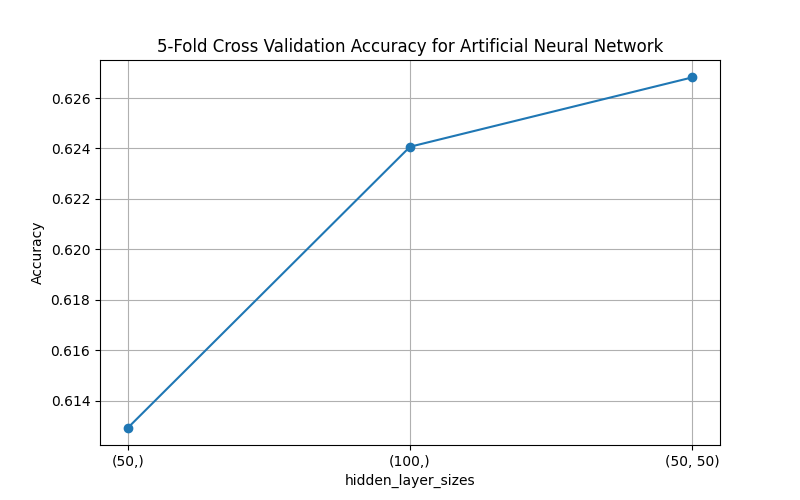 5-Fold Cross Validation Accuracy for Artificial Neural Network
0.626
0.624
0.622
0.620
0.618
0.616
0.614
Accuracy
(50,) (100,) (50, 50)
hidden_layer_sizes